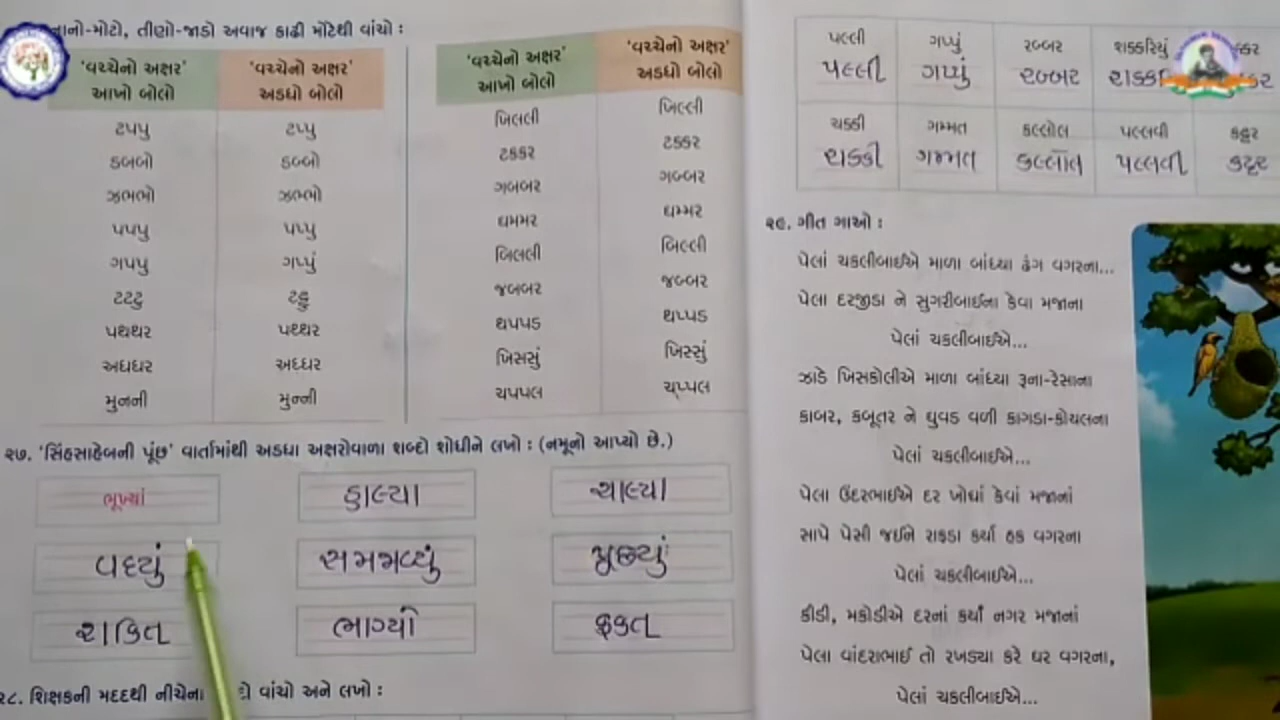 નાનો-મોટો, તીણો-જાડો અવાજ કાઢી મોટેથી વાંચો :
'વચ્ચેનો અક્ષર' આખો બોલો
'વચ્ચેનો અક્ષર' અડધો બોલો
ટપપુ ટપ્પુ
ડબબો ડબ્બો
ઝભભો ઝભ્ભો
પપપુ પપ્પુ
ગપપુ ગપ્પું
ટટટુ ટટ્ટુ
પથથર પથ્થર
અઘઘર અધ્ધર
મુનની મુન્ની
'વચ્ચેનો અક્ષર' આખો બોલો
'વચ્ચેનો અક્ષર' અડધો બોલો
ખિલલી ખિલ્લી
ટકકર ટક્કર
ગબબર ગબ્બર
ઘમમર ઘમ્મર
બિલલી બિલ્લી
જબબર જબ્બર
થપપડ થપ્પડ
ખિસસું ખિસ્સું
ચપપલ ચપ્પલ
૨૭. 'સિંહસાહેબની પૂંછ' વાર્તામાંથી અડધા અક્ષરોવાળા શબ્દો શોધીને લખો : (નમૂનો આપ્યો છે.)
ભૂખ્યાં હાલ્યા ચાલ્યા
વધ્યું સમજાવ્યું પૂછ્યું
શક્તિ ભાગ્યો ફક્ત
૨૮. શિક્ષકની મદદથી નીચેના વાંચો અને લખો :
પલ્લી ગપ્પું રબ્બર શક્કરિયું
પલ્લી ગપ્પું રબ્બર
ચક્કી ગમ્મત કલ્લોલ પલ્લવી કટ્ટર
ચક્કી ગમ્મત કલ્લોલ પલ્લવી કટ્ટર
૨૯. ગીત ગાઓ :
પેલાં ચકલીબાઈએ માળા બાંધ્યા ઢંગ વગરના...
પેલા દરજીડા ને સુગરીબાઈના કેવા મજાના
પેલાં ચકલીબાઈએ...
ઝાડે ખિસકોલીએ માળા બાંધ્યા રૂના-રેસાના
કાબર, કબૂતર ને ઘુવડ વળી કાગડા-કોયલના
પેલાં ચકલીબાઈએ...
પેલા ઉંદરભાઈએ દર ખોદ્યાં કેવાં મજાનાં
સાપે પેસી જઈને રાફડા કર્યા હક વગરના
પેલાં ચકલીબાઈએ...
કીડી, મકોડીએ દરનાં કર્યાં નગર મજાનાં
પેલા વાંદરાભાઈ તો રખડ્યા કરે ઘર વગરના,
પેલાં ચકલીબાઈએ...